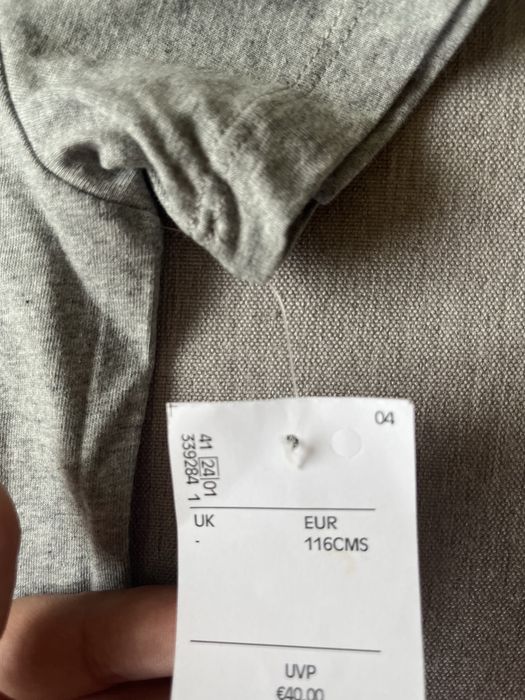 04
41 24 01
339284 1
UK EUR
- 116CMS
UVP
€40.00